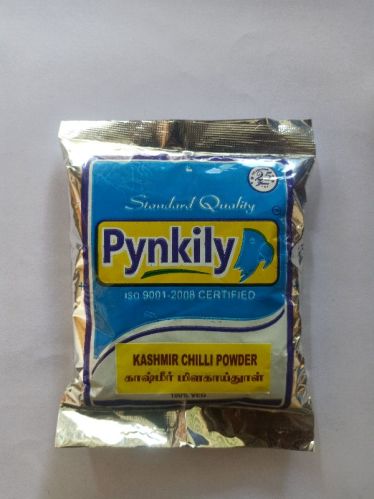 Standard Quality
Pynkily
ISO 9001-2008 CERTIFIED
KASHMIR CHILLI POWDER
காஷ்மீர் மிளகாய்தூள்
100% VEG